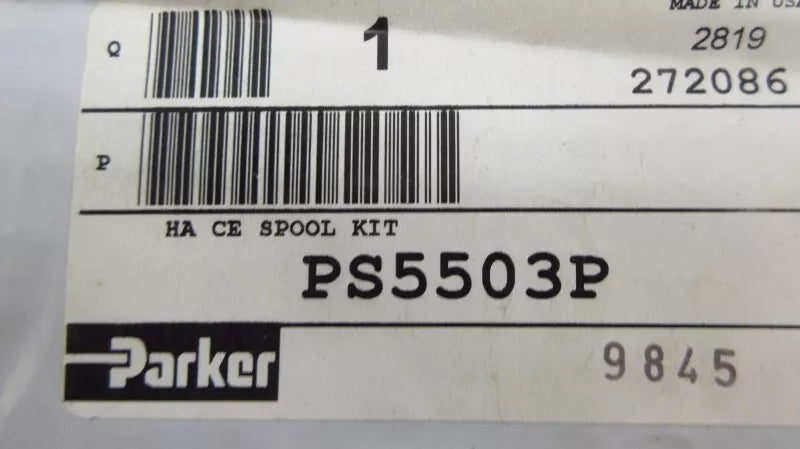 MADE IN USA
Q 1 2819
272086
P
HA CE SPOOL KIT
PS5503P
Parker 9845